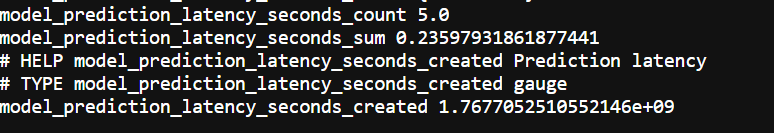 model_prediction_latency_seconds_count 5.0
model_prediction_latency_seconds_sum 0.23597931861877441
# HELP model_prediction_latency_seconds_created Prediction latency
# TYPE model_prediction_latency_seconds_created gauge
model_prediction_latency_seconds_created 1.7677052510552146e+09